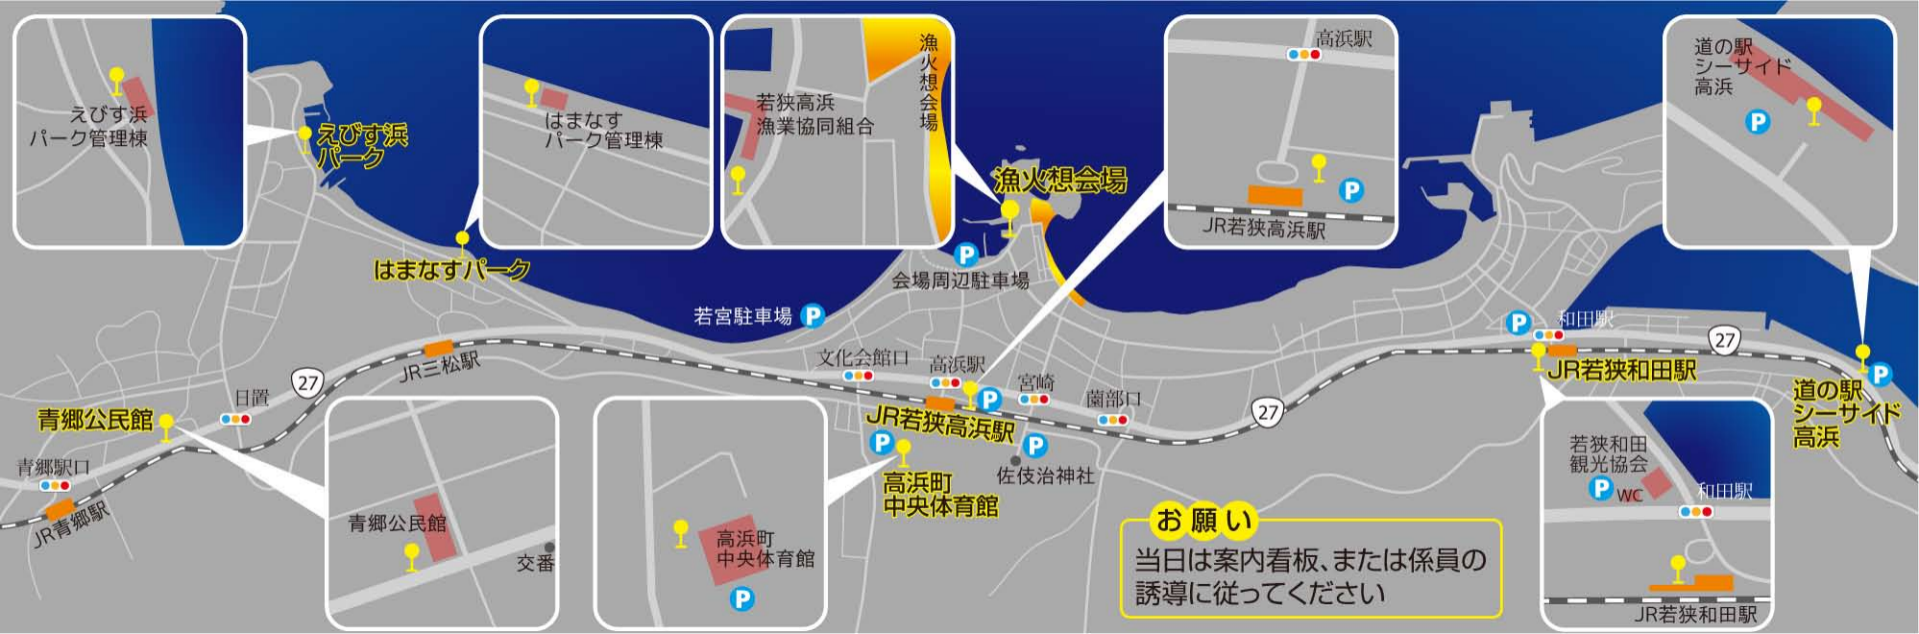 えびす浜
パーク管理棟
えびす浜
パーク
はまなす
パーク管理棟
はまなすパーク
若狭高浜
漁業協同組合
漁火想会場
漁火想会場
P
会場周辺駐車場
若宮駐車場 P
高浜駅
P
JR若狭高浜駅
道の駅
シーサイド
高浜
P
27
JR三松駅
日置
青郷公民館
青郷駅口
JR青郷駅
青郷公民館
交番
文化会館口
高浜駅
P
宮崎
薗部口
JR若狭高浜駅
P
P
佐伎治神社
高浜町
中央体育館
高浜町
中央体育館
P
27
P
和田駅
27
JR若狭和田駅
P
道の駅
シーサイド
高浜
若狭和田
観光協会
P WC
和田駅
JR若狭和田駅
お願い
当日は案内看板、または係員の
誘導に従ってください